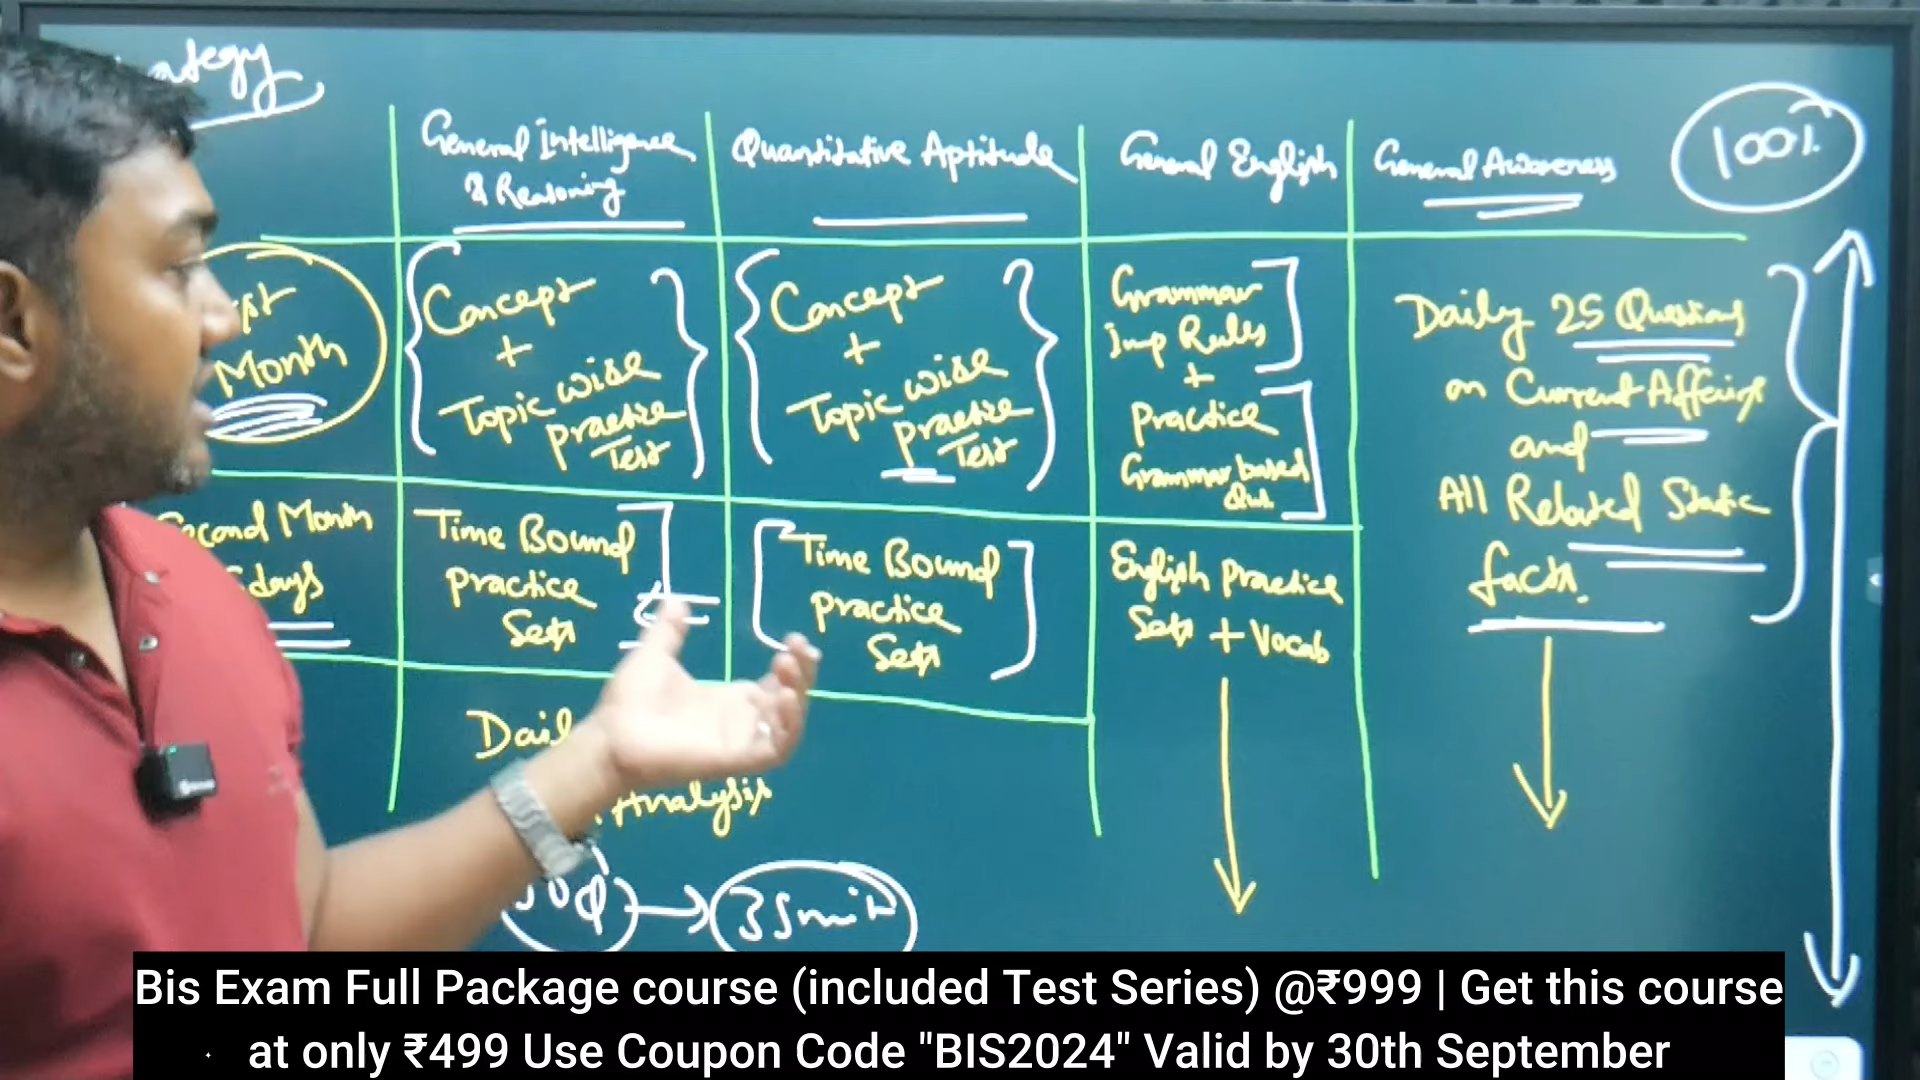 General Intelligence
& Reasoning
Quantitative Aptitude
General English
General Awareness
100%
Month
Concept
+
Topic wise
practice
Test
Concept
+
Topic wise
practice
Test
Grammar
imp Rules
+
Practice
Grammar based
Daily 25 Questions
on Current Affairs
and
All Related Static
facts.
Second Month
days
Time Bound
practice
Sets
Time Bound
practice
Sets
English practice
Sets + Vocab
Analysis
35 min
Bis Exam Full Package course (included Test Series) @₹999 | Get this course
at only ₹499 Use Coupon Code "BIS2024" Valid by 30th September